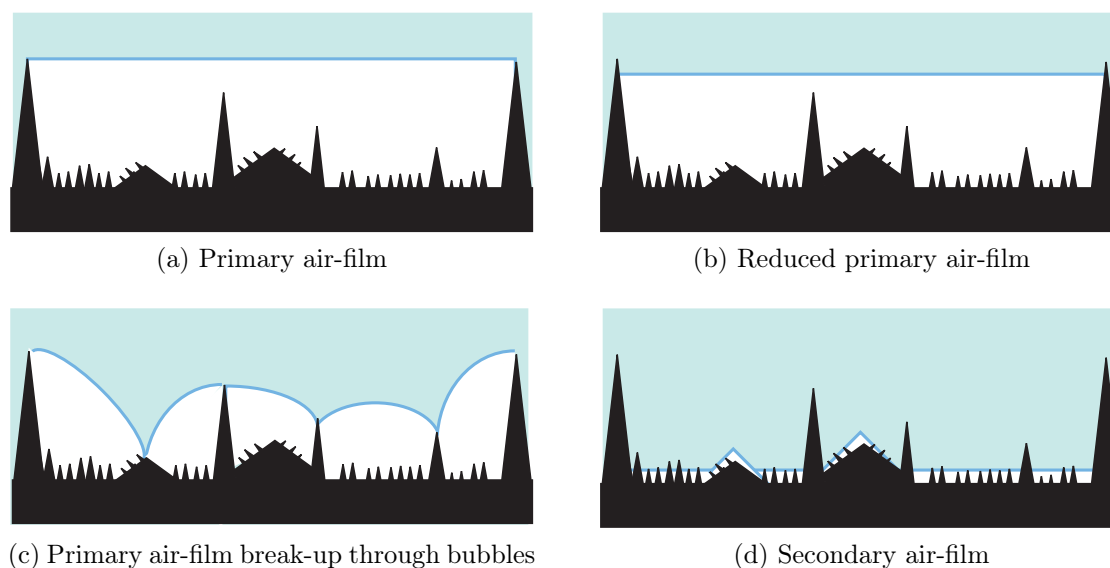 (a) Primary air-film
(b) Reduced primary air-film
(c) Primary air-film break-up through bubbles
(d) Secondary air-film